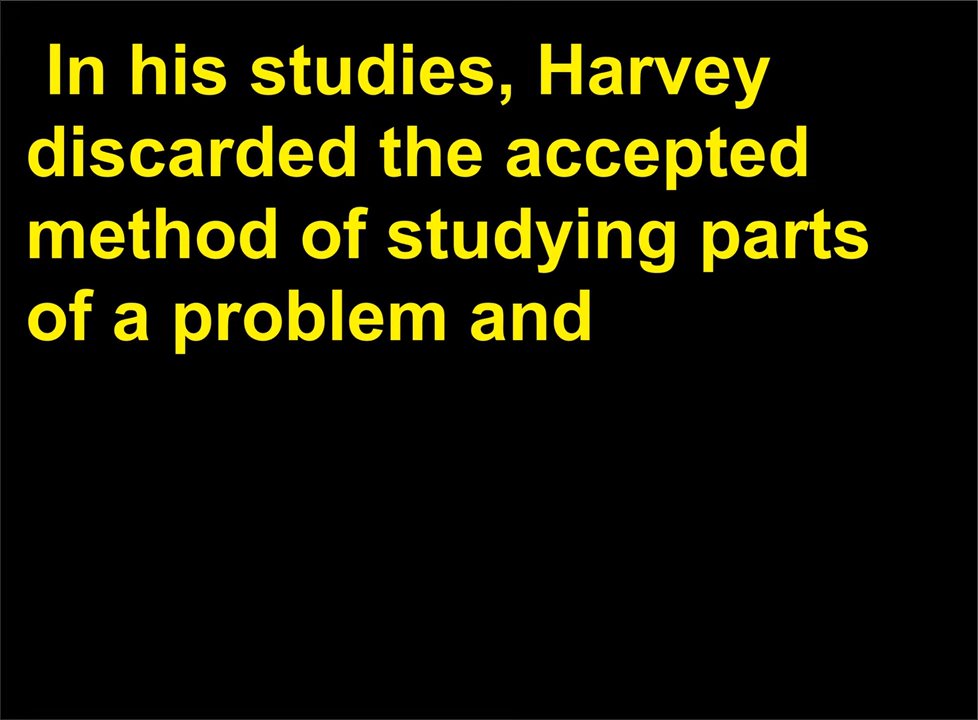 In his studies, Harvey
discarded the accepted
method of studying parts
of a problem and